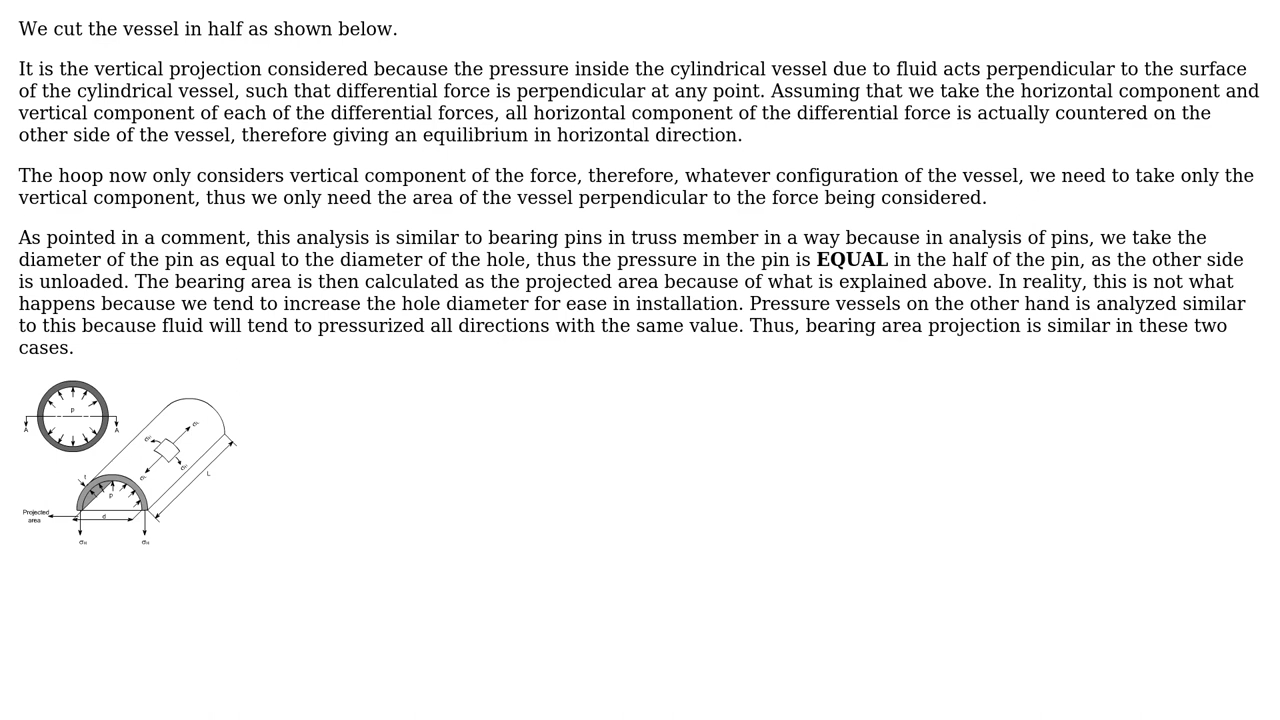 We cut the vessel in half as shown below.
It is the vertical projection considered because the pressure inside the cylindrical vessel due to fluid acts perpendicular to the surface
of the cylindrical vessel, such that differential force is perpendicular at any point. Assuming that we take the horizontal component and
vertical component of each of the differential forces, all horizontal component of the differential force is actually countered on the
other side of the vessel, therefore giving an equilibrium in horizontal direction.
The hoop now only considers vertical component of the force, therefore, whatever configuration of the vessel, we need to take only the
vertical component, thus we only need the area of the vessel perpendicular to the force being considered.
As pointed in a comment, this analysis is similar to bearing pins in truss member in a way because in analysis of pins, we take the
diameter of the pin as equal to the diameter of the hole, thus the pressure in the pin is EQUAL in the half of the pin, as the other side
is unloaded. The bearing area is then calculated as the projected area because of what is explained above. In reality, this is not what
happens because we tend to increase the hole diameter for ease in installation. Pressure vessels on the other hand is analyzed similar
to this because fluid will tend to pressurized all directions with the same value. Thus, bearing area projection is similar in these two
cases.
p
A A
L
p
d
Projected
area
σH σH